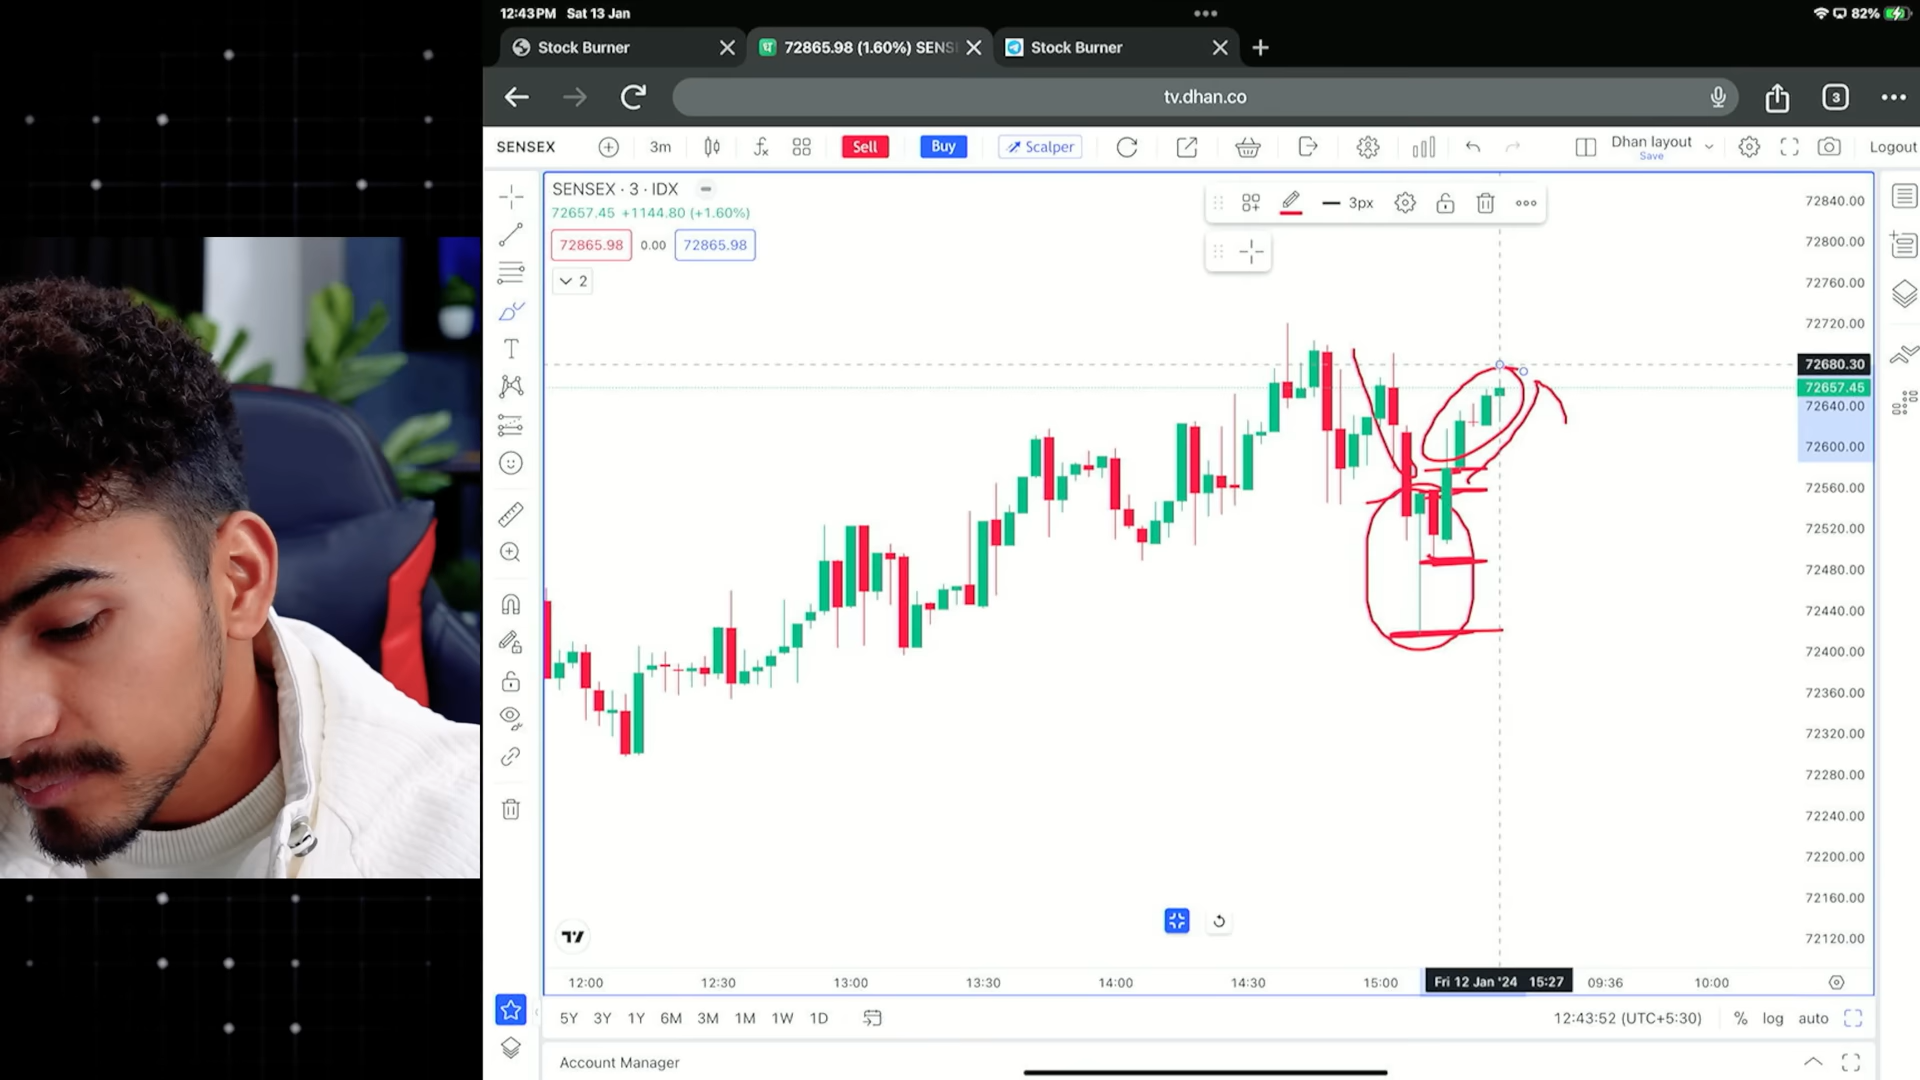 12:43PM Sat 13 Jan
82%
Stock Burner
72865.98 (1.60%) SENS
Stock Burner
tv.dhan.co
3
SENSEX
3m
Sell
Buy
Scalper
Dhan layout
Save
Logout
SENSEX · 3 · IDX
72657.45 +1144.80 (+1.60%)
72865.98
0.00
72865.98
2
3px
72840.00
72800.00
72760.00
72720.00
72680.30
72657.45
72640.00
72600.00
72560.00
72520.00
72480.00
72440.00
72400.00
72360.00
72320.00
72280.00
72240.00
72200.00
72160.00
72120.00
12:00
12:30
13:00
13:30
14:00
14:30
15:00
Fri 12 Jan '24 15:27
09:36
10:00
5Y
3Y
1Y
6M
3M
1M
1W
1D
12:43:52 (UTC+5:30)
%
log
auto
Account Manager